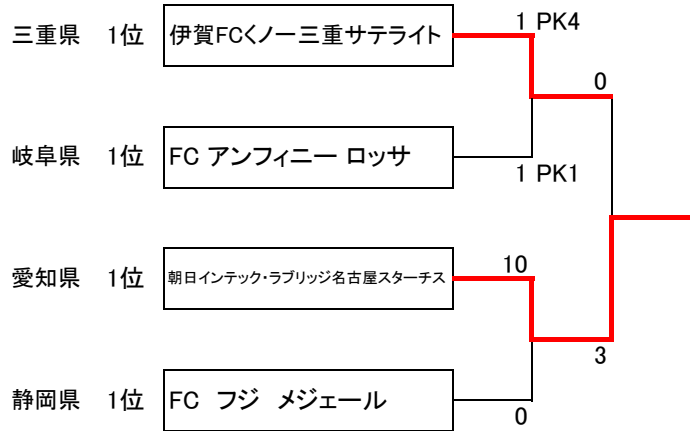 三重県 1位 伊賀FCくノ一三重サテライト 1 PK4
0
岐阜県 1位 FC アンフィニー ロッサ 1 PK1
愛知県 1位 朝日インテック・ラブリッジ名古屋スターチス 10
3
静岡県 1位 FC フジ メジェール 0